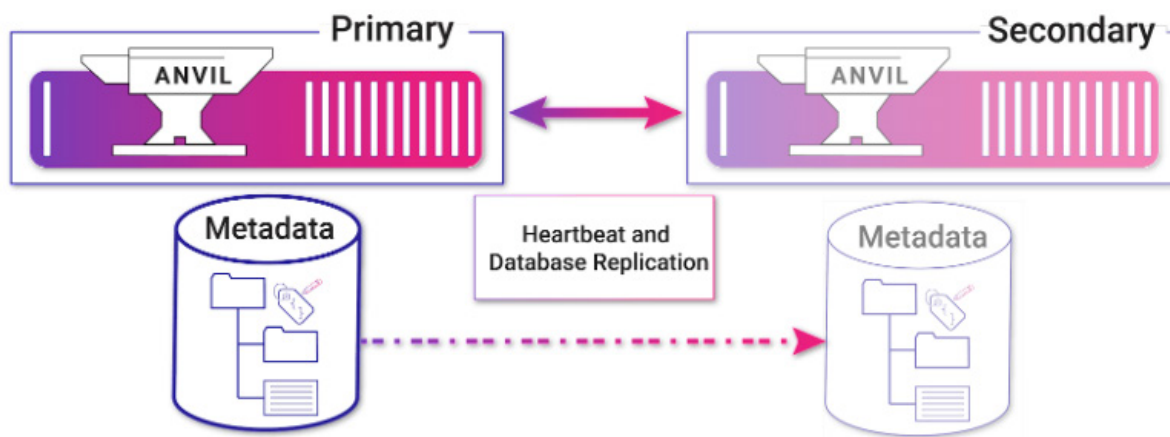 Primary
Secondary
ANVIL
ANVIL
Metadata
Heartbeat and
Database Replication
Metadata